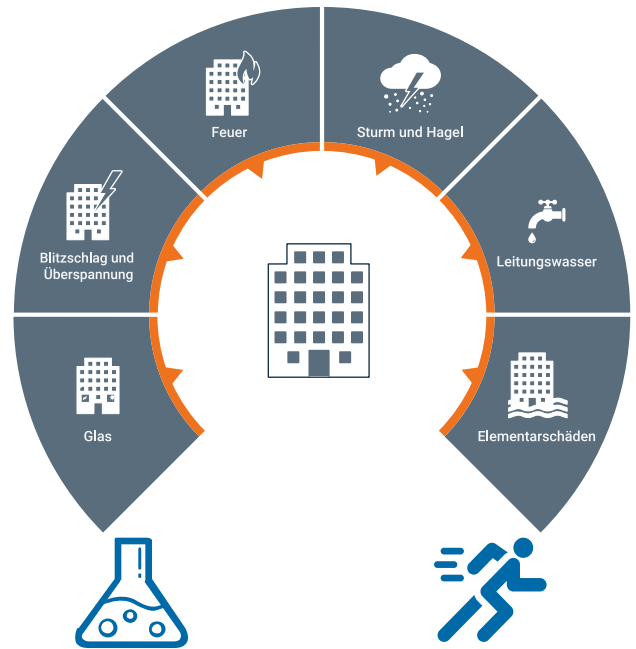 Feuer
Sturm und Hagel
Blitzschlag und
Überspannung
Leitungswasser
Glas
Elementarschäden